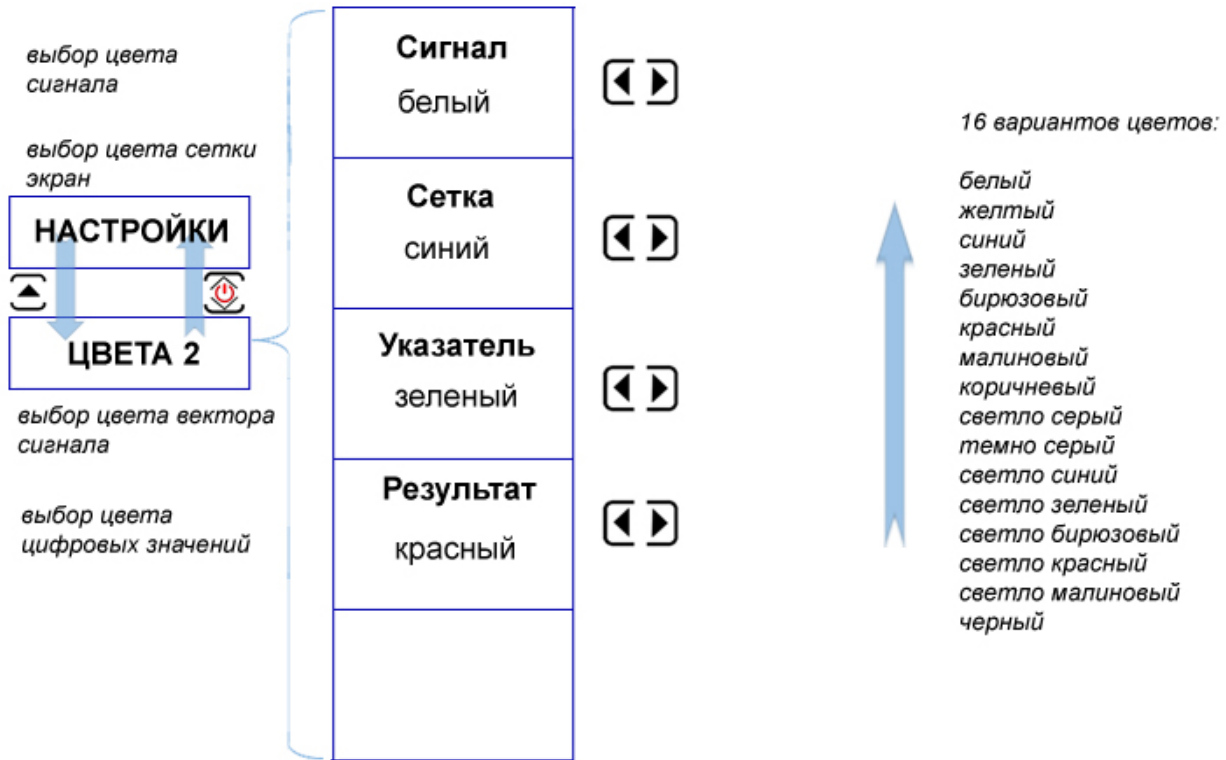 выбор цвета
сигнала
выбор цвета сетки
экран
НАСТРОЙКИ
ЦВЕТА 2
выбор цвета вектора
сигнала
выбор цвета
цифровых значений
Сигнал
белый
Сетка
синий
Указатель
зеленый
Результат
красный
16 вариантов цветов:
белый
желтый
синий
зеленый
бирюзовый
красный
малиновый
коричневый
светло серый
темно серый
светло синий
светло зеленый
светло бирюзовый
светло красный
светло малиновый
черный